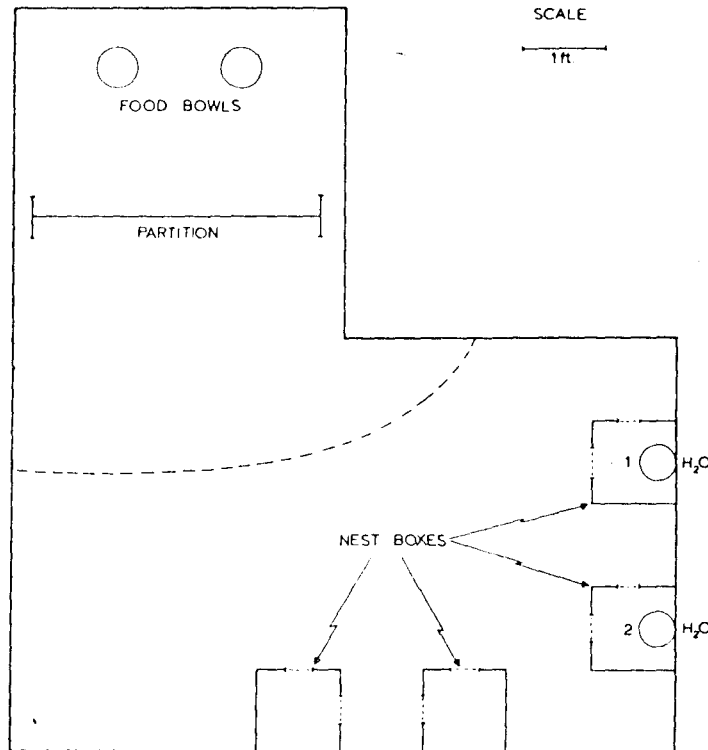 SCALE
1 ft.
FOOD BOWLS
PARTITION
1
H₂O
NEST BOXES
2
H₂O